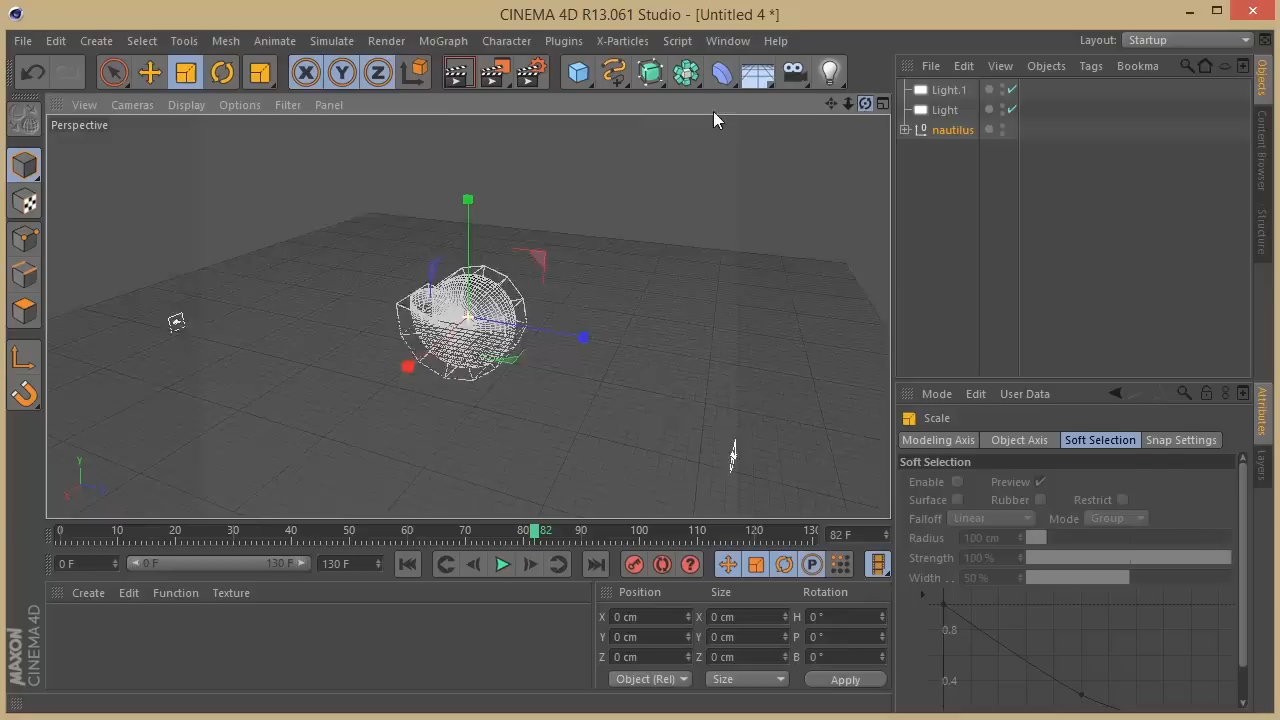 CINEMA 4D R13.061 Studio - [Untitled 4 *]
File Edit Create Select Tools Mesh Animate Simulate Render MoGraph Character Plugins X-Particles Script Window Help Layout: Startup
File Edit View Objects Tags Bookma
View Cameras Display Options Filter Panel
Light.1
Light
nautilus
Perspective
Objects
Content Browser
Structure
Y
X
0 10 20 30 40 50 60 70 80 82 90 100 110 120 130 82 F
0 F 0 F 130 F 130 F
Create Edit Function Texture
Position Size Rotation
X 0 cm X 0 cm H 0 °
Y 0 cm Y 0 cm P 0 °
Z 0 cm Z 0 cm B 0 °
Object (Rel) Size Apply
MAXON
CINEMA 4D
Mode Edit User Data
Scale
Modeling Axis Object Axis Soft Selection Snap Settings
Soft Selection
Enable Preview
Surface Rubber Restrict
Falloff Linear Mode Group
Radius 100 cm
Strength 100 %
Width . . 50 %
0.8
0.4
Attributes
Layers